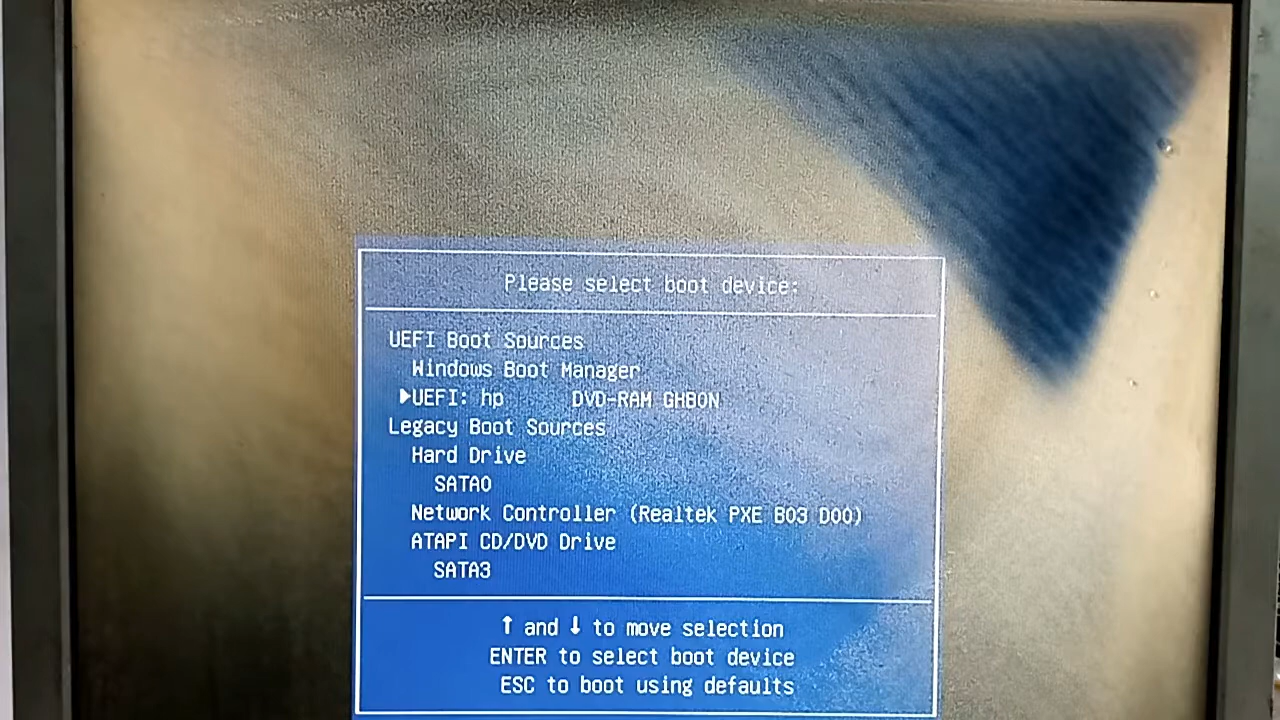 Please select boot device:
UEFI Boot Sources
Windows Boot Manager
▶UEFI: hp DVD-RAM GHB0N
Legacy Boot Sources
Hard Drive
SATA0
Network Controller (Realtek PXE B03 D00)
ATAPI CD/DVD Drive
SATA3
↑ and ↓ to move selection
ENTER to select boot device
ESC to boot using defaults